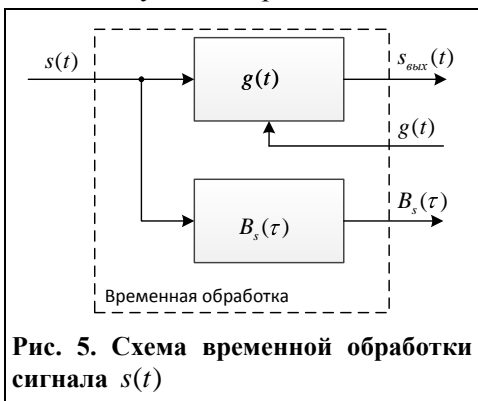 s(t)
g(t)
s_вых(t)
g(t)
B_s(τ)
B_s(τ)
Временная обработка
Рис. 5. Схема временной обработки
сигнала s(t)